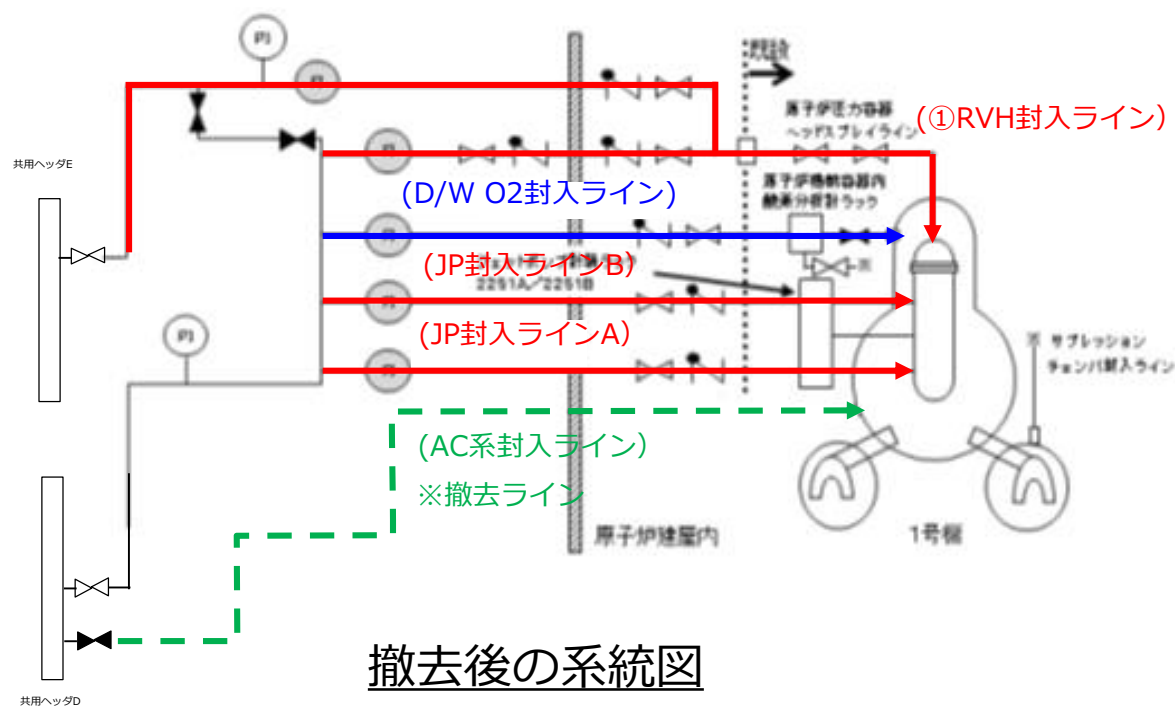 PI
既設
原子炉圧力容器
ヘッドスプレイライン
(①RVH封入ライン）
共用ヘッダE
(D/W O2封入ライン)
原子炉格納容器内
酸素分析計ラック
(JP封入ラインB）
2251A/2251B
(JP封入ラインA）
PI
※
※ サプレッション
チェンバ封入ライン
(AC系封入ライン）
※撤去ライン
原子炉建屋内
1号機
撤去後の系統図
共用ヘッダD